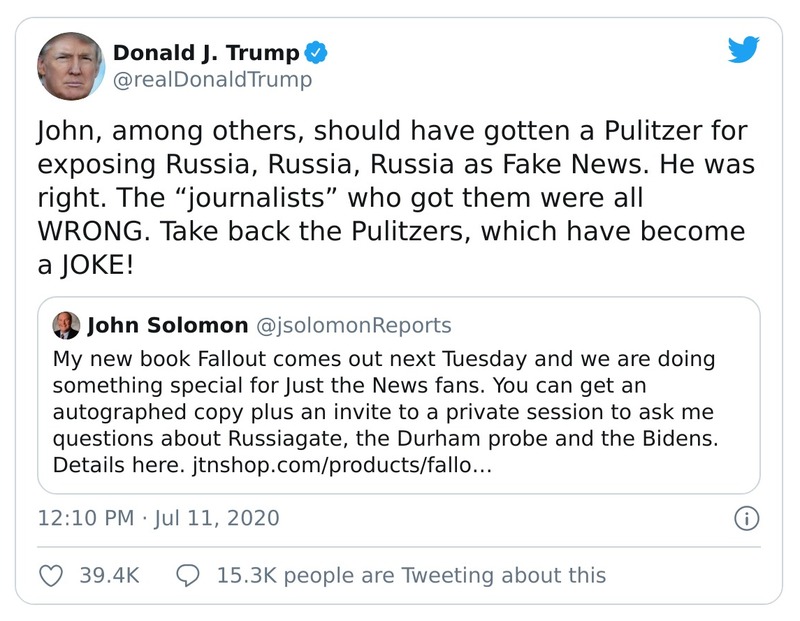 Donald J. Trump
@realDonaldTrump
John, among others, should have gotten a Pulitzer for
exposing Russia, Russia, Russia as Fake News. He was
right. The “journalists” who got them were all
WRONG. Take back the Pulitzers, which have become
a JOKE!
John Solomon @jsolomonReports
My new book Fallout comes out next Tuesday and we are doing
something special for Just the News fans. You can get an
autographed copy plus an invite to a private session to ask me
questions about Russiagate, the Durham probe and the Bidens.
Details here. jtnshop.com/products/fallo…
12:10 PM · Jul 11, 2020
39.4K 15.3K people are Tweeting about this